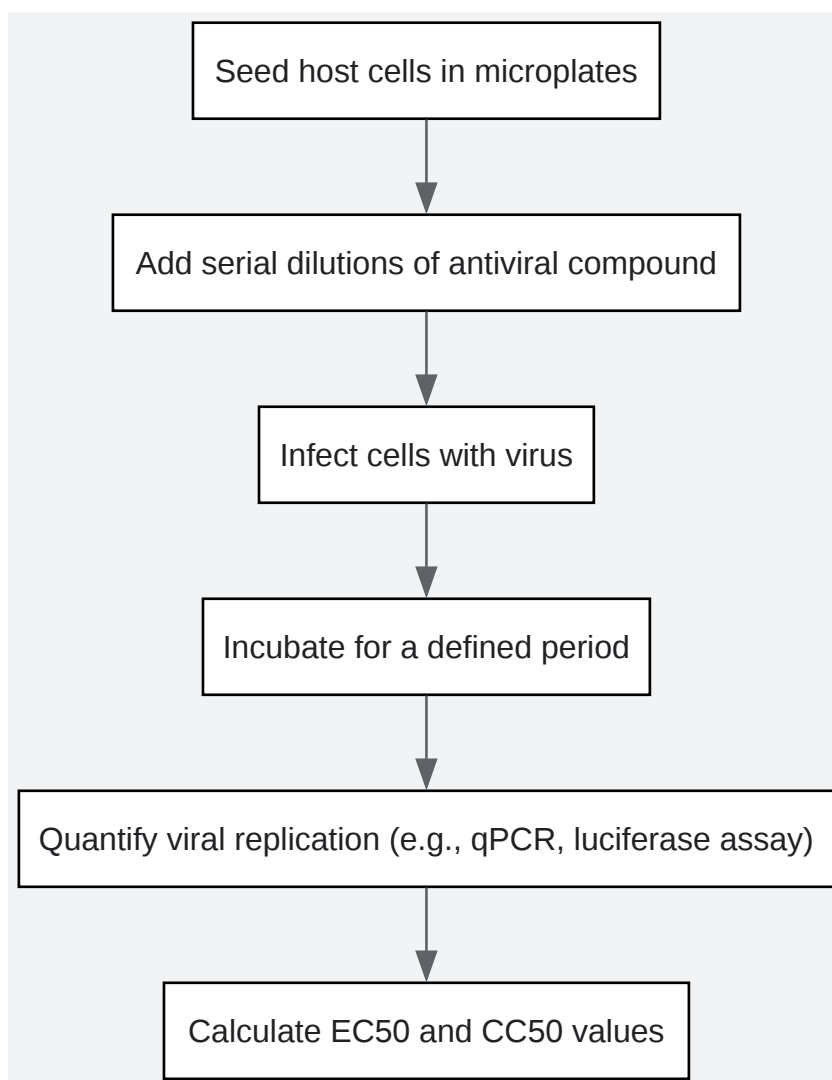 Seed host cells in microplates
Add serial dilutions of antiviral compound
Infect cells with virus
Incubate for a defined period
Quantify viral replication (e.g., qPCR, luciferase assay)
Calculate EC50 and CC50 values